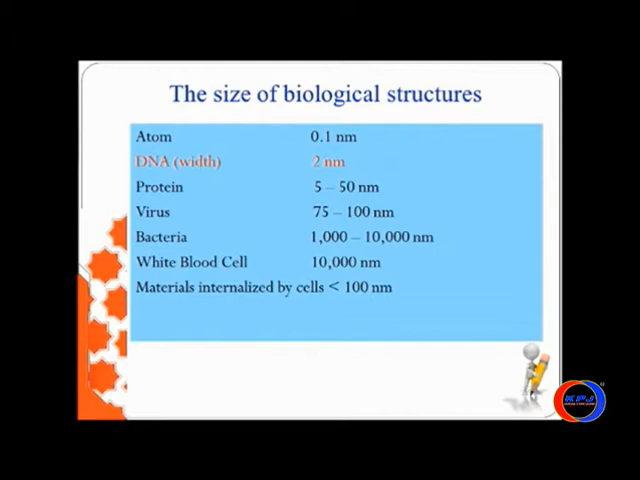 The size of biological structures
Atom 0.1 nm
DNA (width) 2 nm
Protein 5 – 50 nm
Virus 75 – 100 nm
Bacteria 1,000 – 10,000 nm
White Blood Cell 10,000 nm
Materials internalized by cells < 100 nm
KPJ